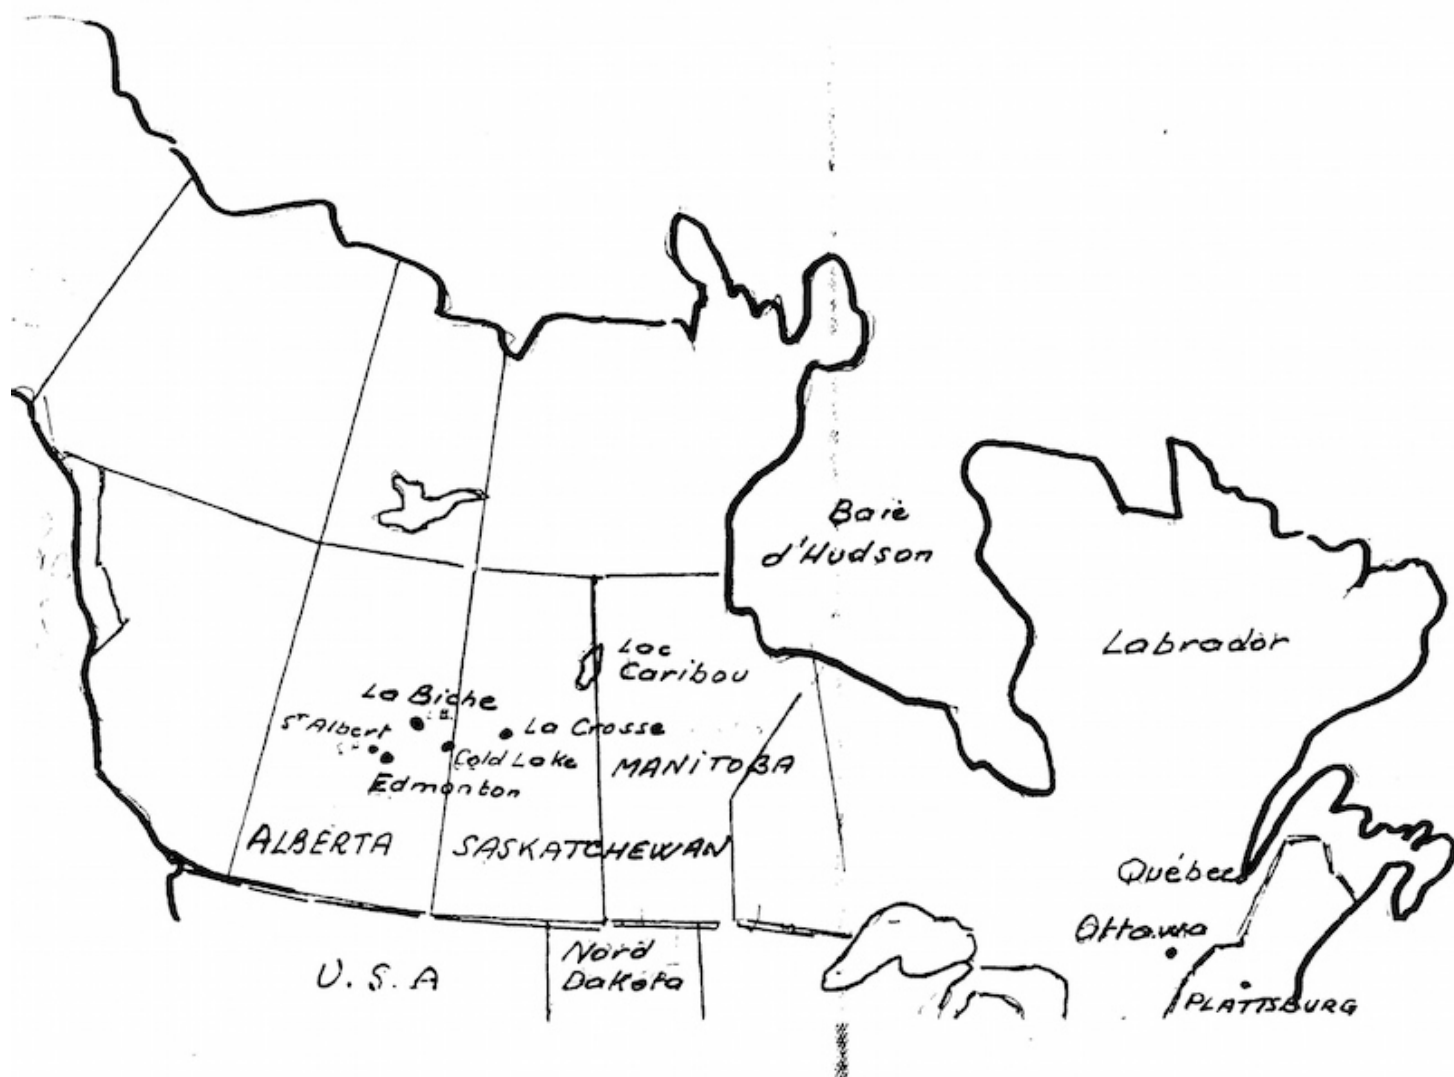 Baie
d'Hudson
Labrador
Lac
Caribou
La Biche
L.B.
St Albert
La Crosse
Cold Lake
Edmonton
MANITOBA
ALBERTA
SASKATCHEWAN
Québec
Ottawa
Nord
Dakota
U.S.A
PLATTSBURG